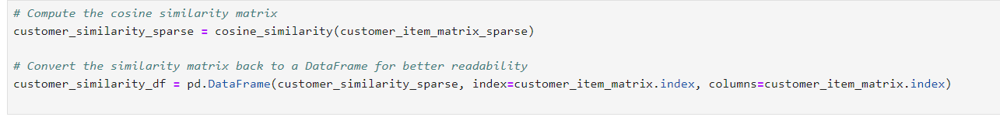 # Compute the cosine similarity matrix
customer_similarity_sparse = cosine_similarity(customer_item_matrix_sparse)
# Convert the similarity matrix back to a DataFrame for better readability
customer_similarity_df = pd.DataFrame(customer_similarity_sparse, index=customer_item_matrix.index, columns=customer_item_matrix.index)